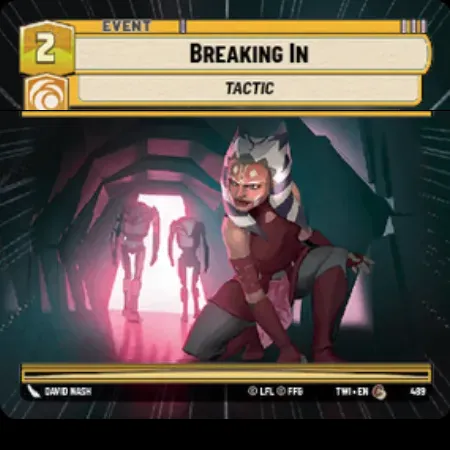 EVENT
2
BREAKING IN
TACTIC
DAVID NASH
© LFL © FFG
TWI • EN
489